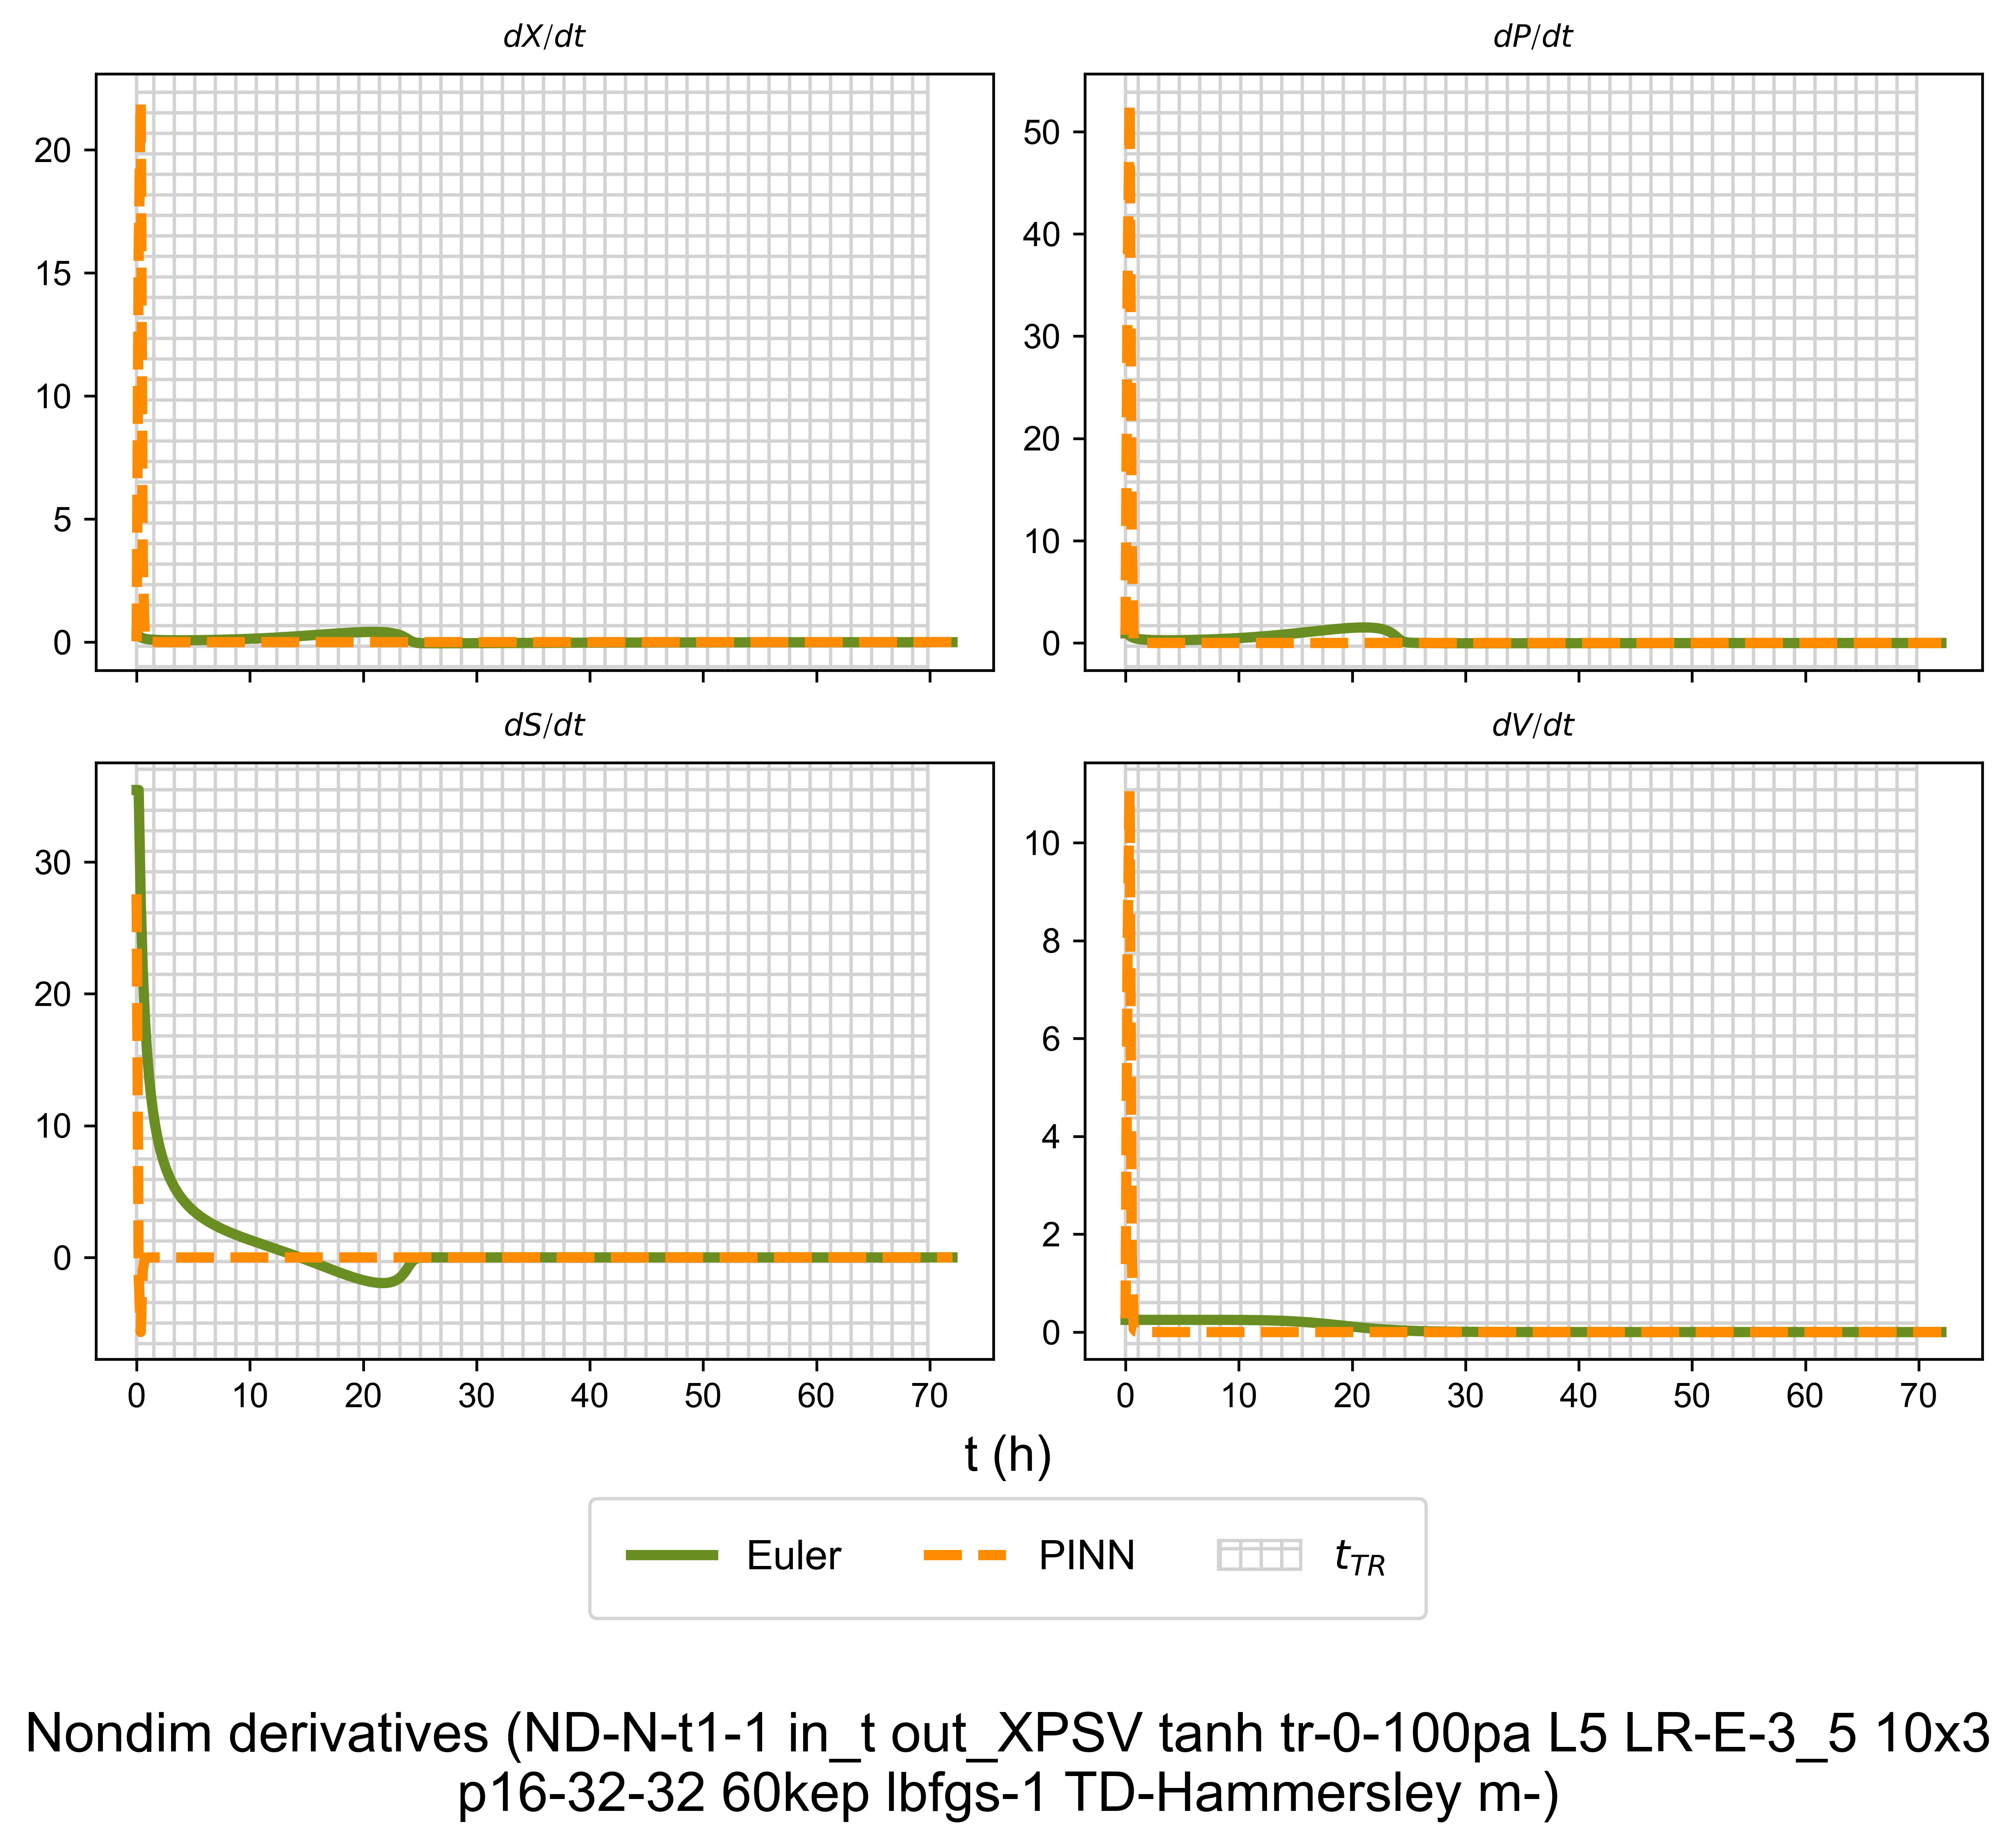 dX/dt
dP/dt
20
15
10
5
0
50
40
30
20
10
0
dS/dt
dV/dt
30
20
10
0
10
8
6
4
2
0
0 10 20 30 40 50 60 70
0 10 20 30 40 50 60 70
t (h)
Euler PINN t_TR
Nondim derivatives (ND-N-t1-1 in_t out_XPSV tanh tr-0-100pa L5 LR-E-3_5 10x3
p16-32-32 60kep lbfgs-1 TD-Hammersley m-)